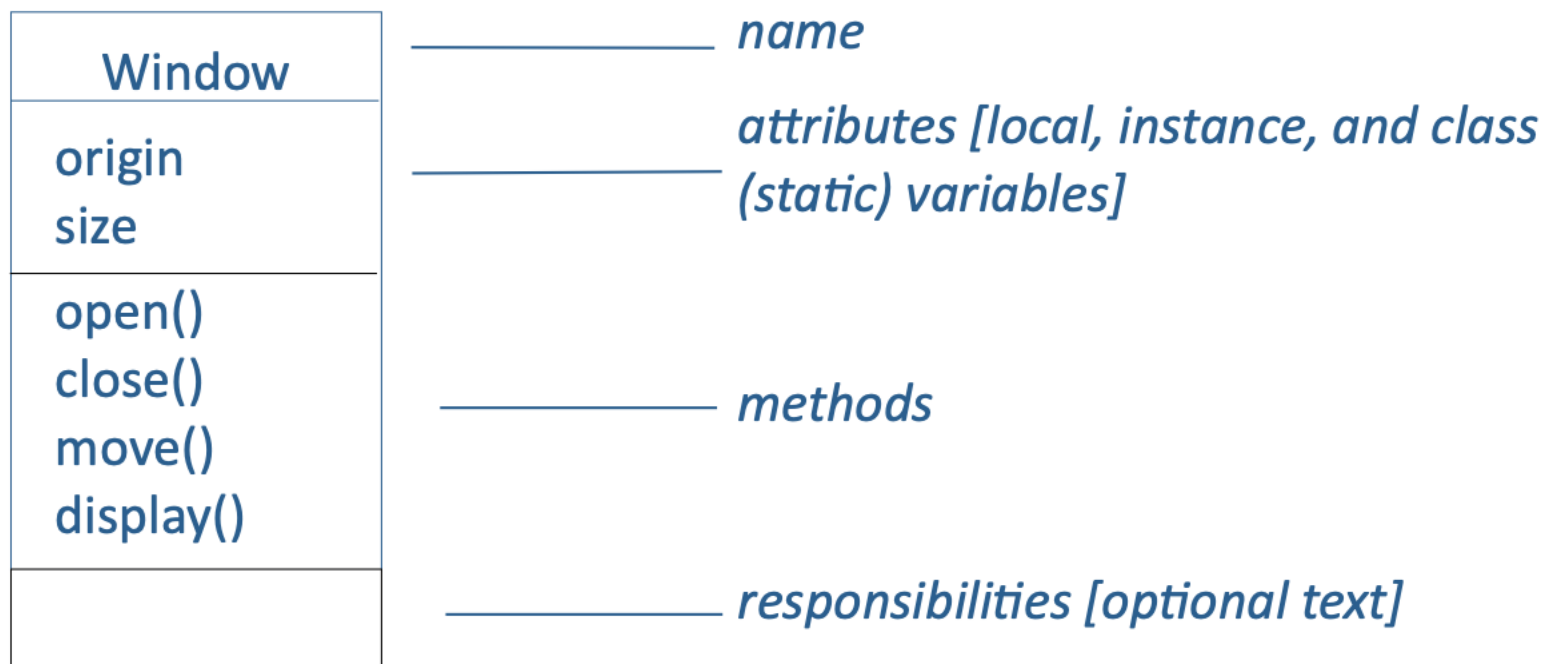 Window
name
origin
size
attributes [local, instance, and class
(static) variables]
open()
close()
move()
display()
methods
responsibilities [optional text]